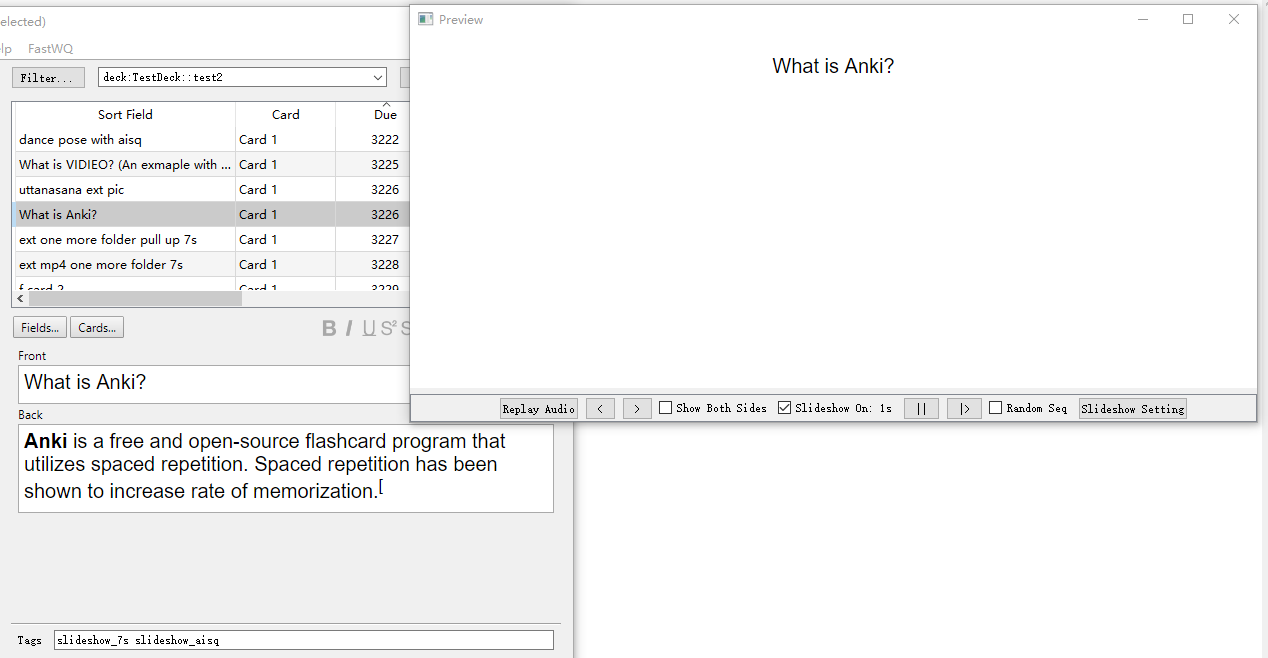 elected)
lp FastWQ
Filter... deck:TestDeck::test2
Sort Field Card Due
dance pose with aisq Card 1 3222
What is VIDIEO? (An exmaple with ... Card 1 3225
uttanasana ext pic Card 1 3226
What is Anki? Card 1 3226
ext one more folder pull up 7s Card 1 3227
ext mp4 one more folder 7s Card 1 3228
f card 2 Card 1 3229
Fields... Cards... B I U S² S
Front
What is Anki?
Back
Anki is a free and open-source flashcard program that
utilizes spaced repetition. Spaced repetition has been
shown to increase rate of memorization.[
Tags slideshow_7s slideshow_aisq
Preview
What is Anki?
Replay Audio < > Show Both Sides Slideshow On: 1s || |> Random Seq Slideshow Setting